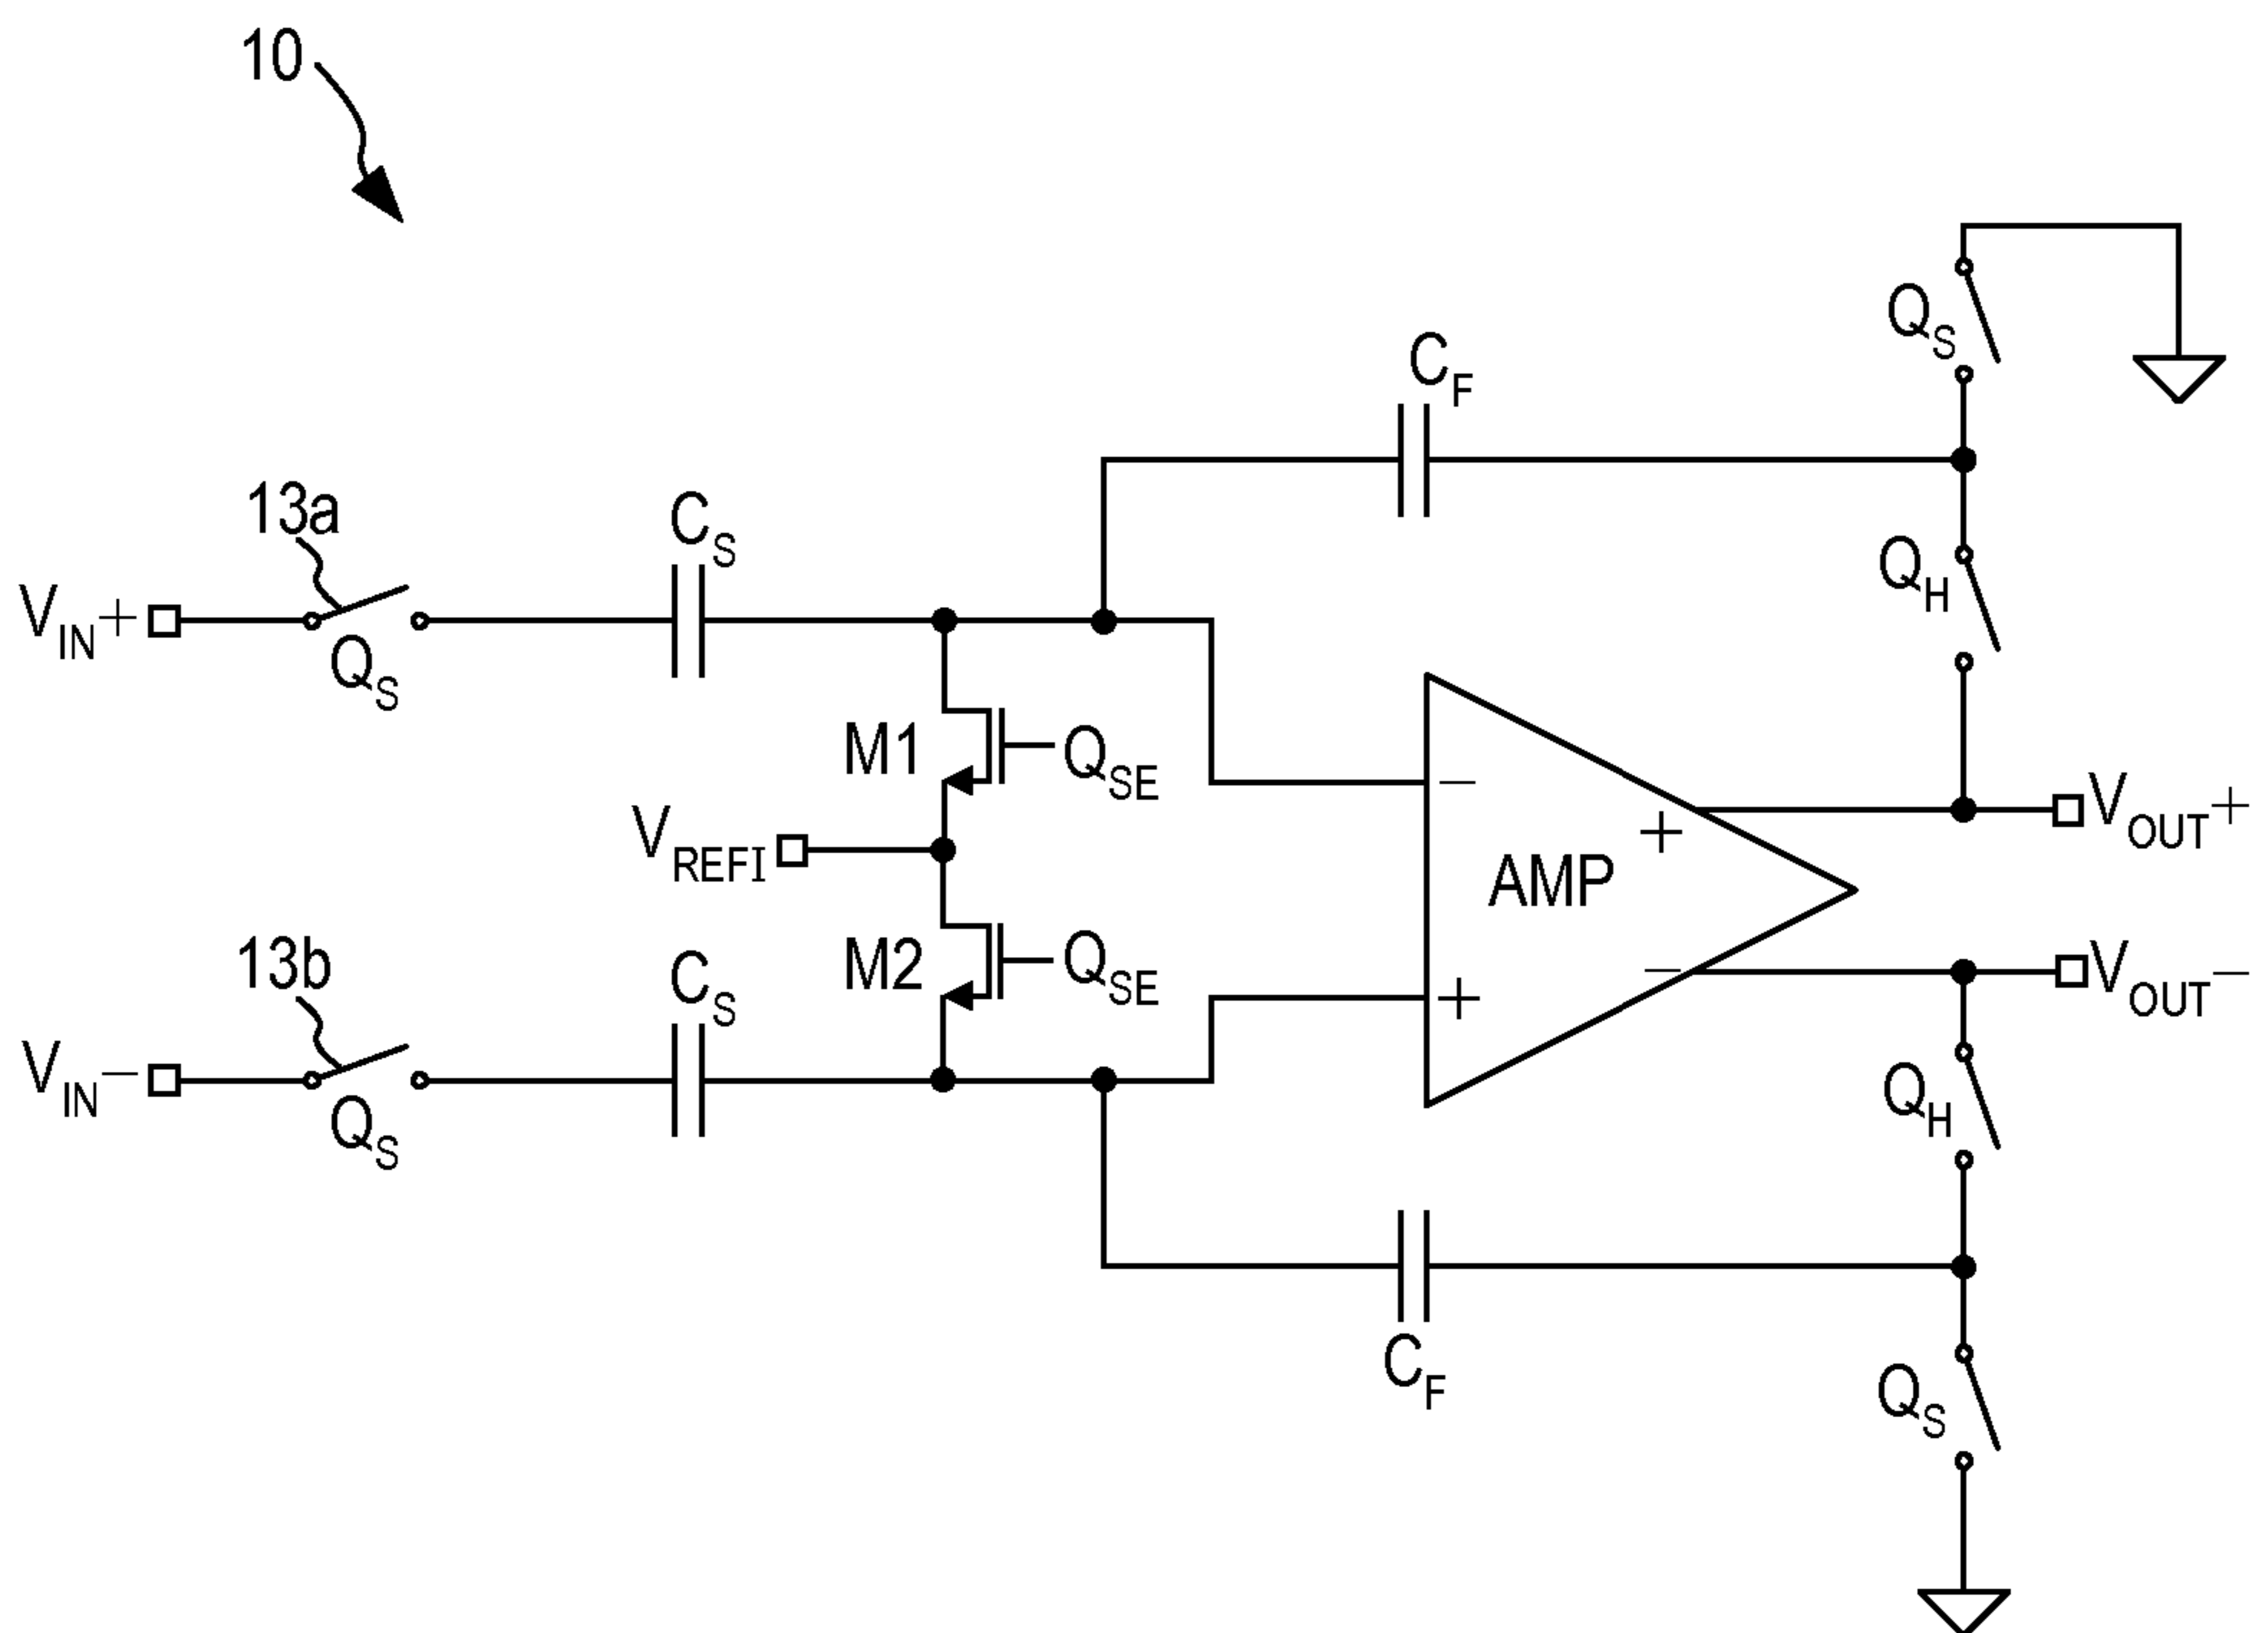 10
Q_S
C_F
13a
C_S
Q_H
V_IN+
Q_S
M1
Q_SE
−
V_OUT+
V_REFI
+
AMP
13b
C_S
M2
Q_SE
−
V_OUT−
+
V_IN−
Q_S
Q_H
C_F
Q_S